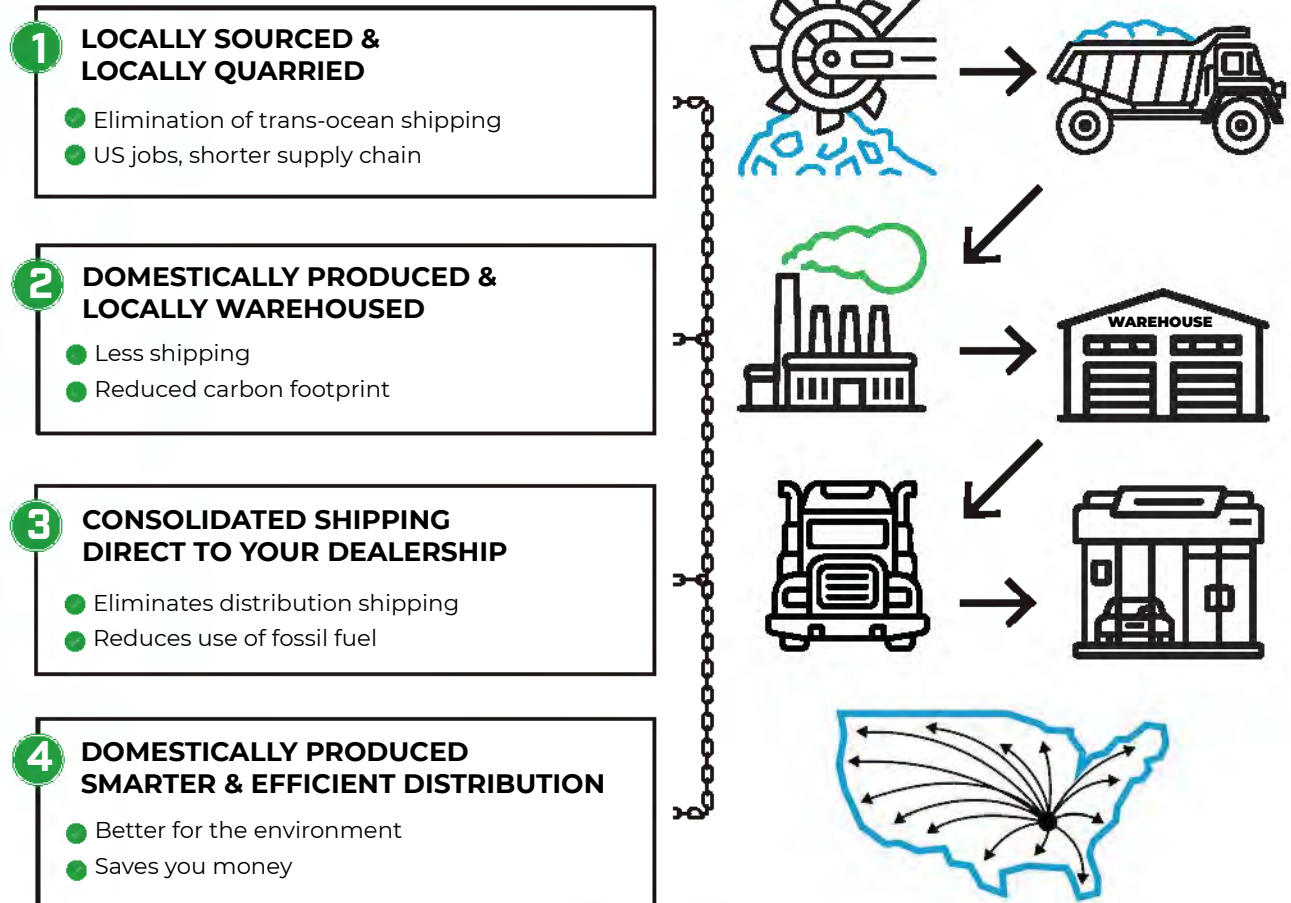 1
LOCALLY SOURCED &
LOCALLY QUARRIED
Elimination of trans-ocean shipping
US jobs, shorter supply chain
2
DOMESTICALLY PRODUCED &
LOCALLY WAREHOUSED
Less shipping
Reduced carbon footprint
WAREHOUSE
3
CONSOLIDATED SHIPPING
DIRECT TO YOUR DEALERSHIP
Eliminates distribution shipping
Reduces use of fossil fuel
4
DOMESTICALLY PRODUCED
SMARTER & EFFICIENT DISTRIBUTION
Better for the environment
Saves you money